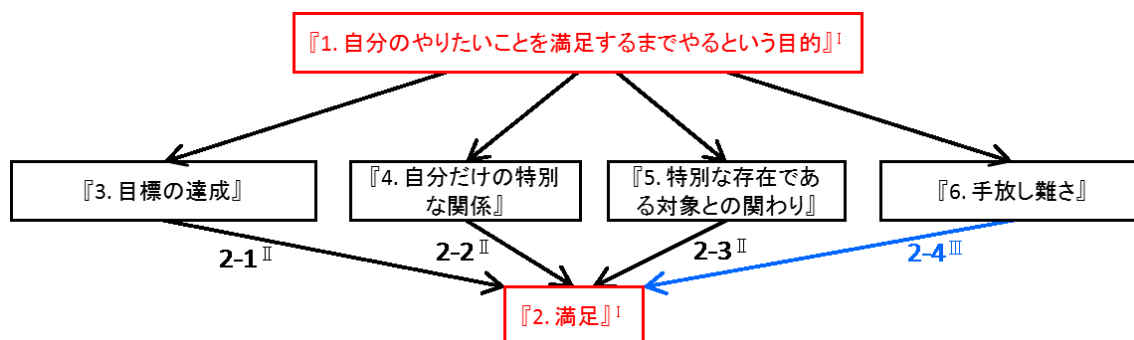 『1. 自分のやりたいことを満足するまでやるという目的』Ⅰ
『3. 目標の達成』
『4. 自分だけの特別
な関係』
『5. 特別な存在であ
る対象との関わり』
『6. 手放し難さ』
2-1Ⅱ
2-2Ⅱ
2-3Ⅱ
2-4Ⅲ
『2. 満足』Ⅰ